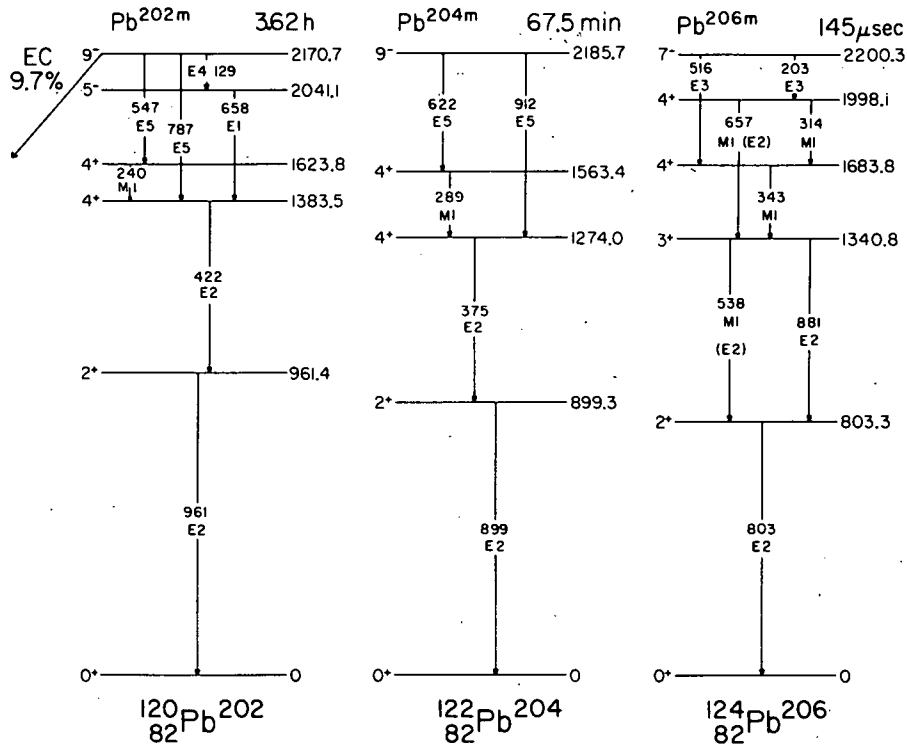 Pb202m 3.62 h
EC
9.7%
9- 2170.7
E4 129
5- 2041.1
547
E5
787
E5
658
E1
4+ 1623.8
240
M1
4+ 1383.5
422
E2
2+ 961.4
961
E2
0+ 0
120
82Pb202
Pb204m 67.5 min
9- 2185.7
622
E5
912
E5
4+ 1563.4
289
M1
4+ 1274.0
375
E2
2+ 899.3
899
E2
0+ 0
122
82Pb204
Pb206m 145μsec
7- 2200.3
516
E3
203
E3
4+ 1998.1
657
M1 (E2)
314
M1
4+ 1683.8
343
M1
3+ 1340.8
538
M1
(E2)
881
E2
2+ 803.3
803
E2
0+ 0
124
82Pb206